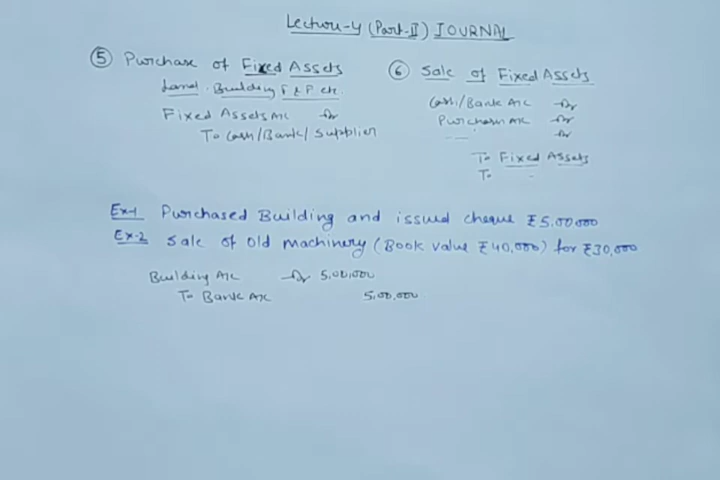 Lecture-4 (Part-II) JOURNAL
5 Purchase of Fixed Assets
Land. Building F & P etc
Fixed Assets A/c Dr
To Cash/Bank/Supplier
6 Sale of Fixed Assets
Cash/Bank A/c Dr
Purchaser A/c Dr
Dr
To Fixed Assets
To
Ex-1 Purchased Building and issued cheque ₹5,00,000
Ex-2 Sale of old machinery (Book value ₹40,000) for ₹30,000
Building A/c Dr 5,00,000
To Bank A/c 5,00,000